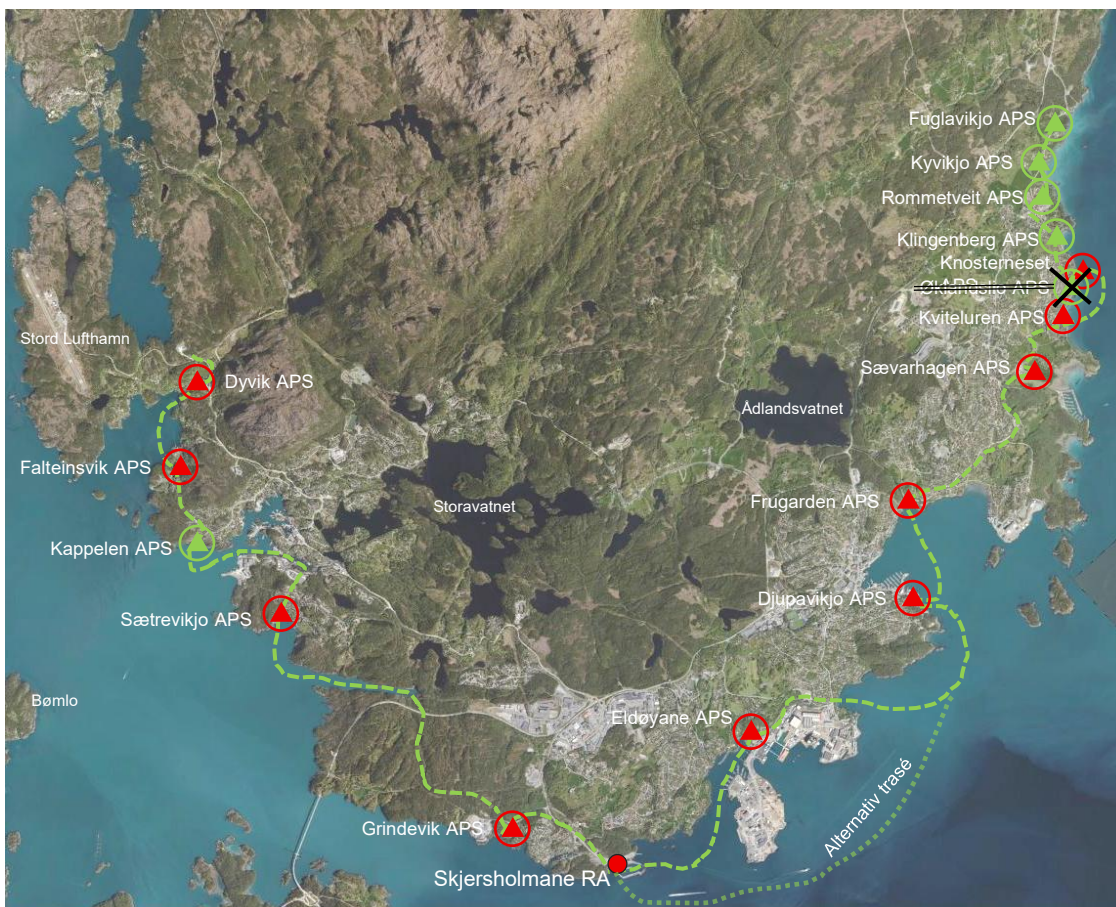 Fuglavikjo APS
Kyvikjo APS
Rommetveit APS
Klingenberg APS
Knosterneset
APS
Kviteluren APS
Stord Lufthamn
Sævarhagen APS
Dyvik APS
Ådlandsvatnet
Falteinsvik APS
Storavatnet
Frugarden APS
Kappelen APS
Djupavikjo APS
Sætrevikjo APS
Bømlo
Eldøyane APS
Alternativ trasé
Grindevik APS
Skjersholmane RA